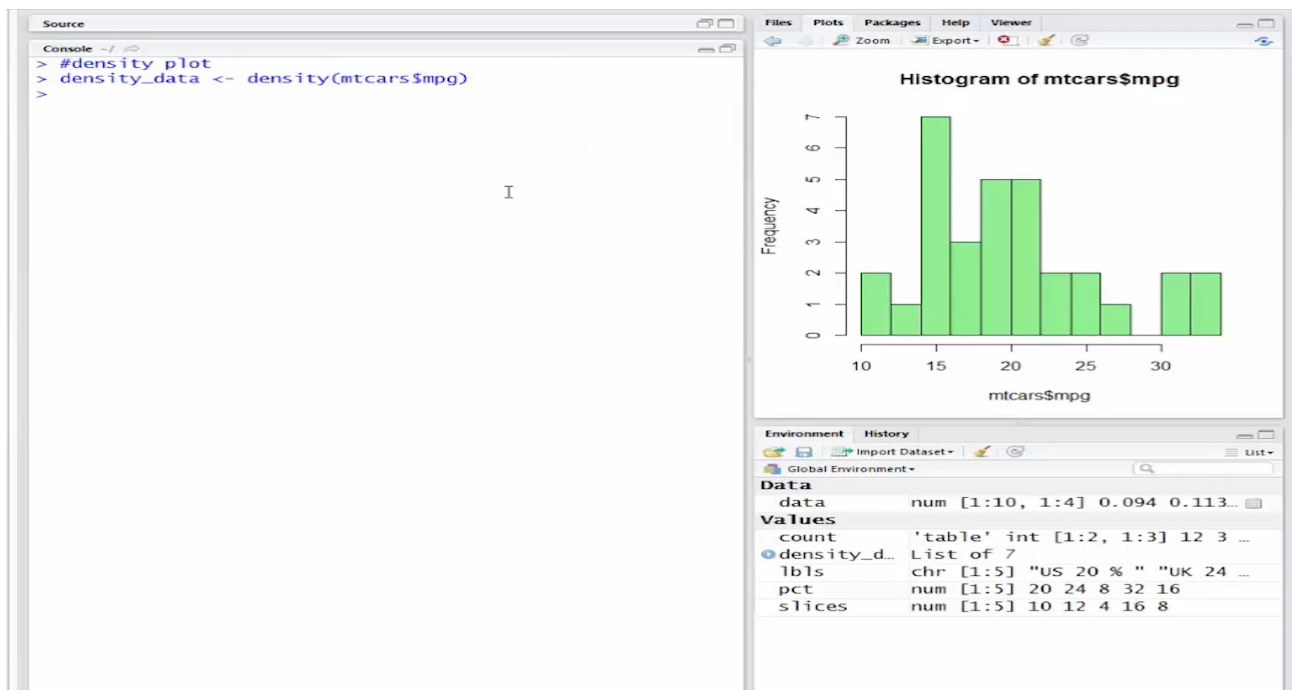 Source
Console ~/
> #density plot
> density_data <- density(mtcars$mpg)
>
Files Plots Packages Help Viewer
Zoom Export
Histogram of mtcars$mpg
Frequency
0 1 2 3 4 5 6 7
10 15 20 25 30
mtcars$mpg
Environment History
Import Dataset List
Global Environment
Data
data num [1:10, 1:4] 0.094 0.113…
Values
count 'table' int [1:2, 1:3] 12 3 …
density_d… List of 7
lbls chr [1:5] "US 20 % " "UK 24 …
pct num [1:5] 20 24 8 32 16
slices num [1:5] 10 12 4 16 8